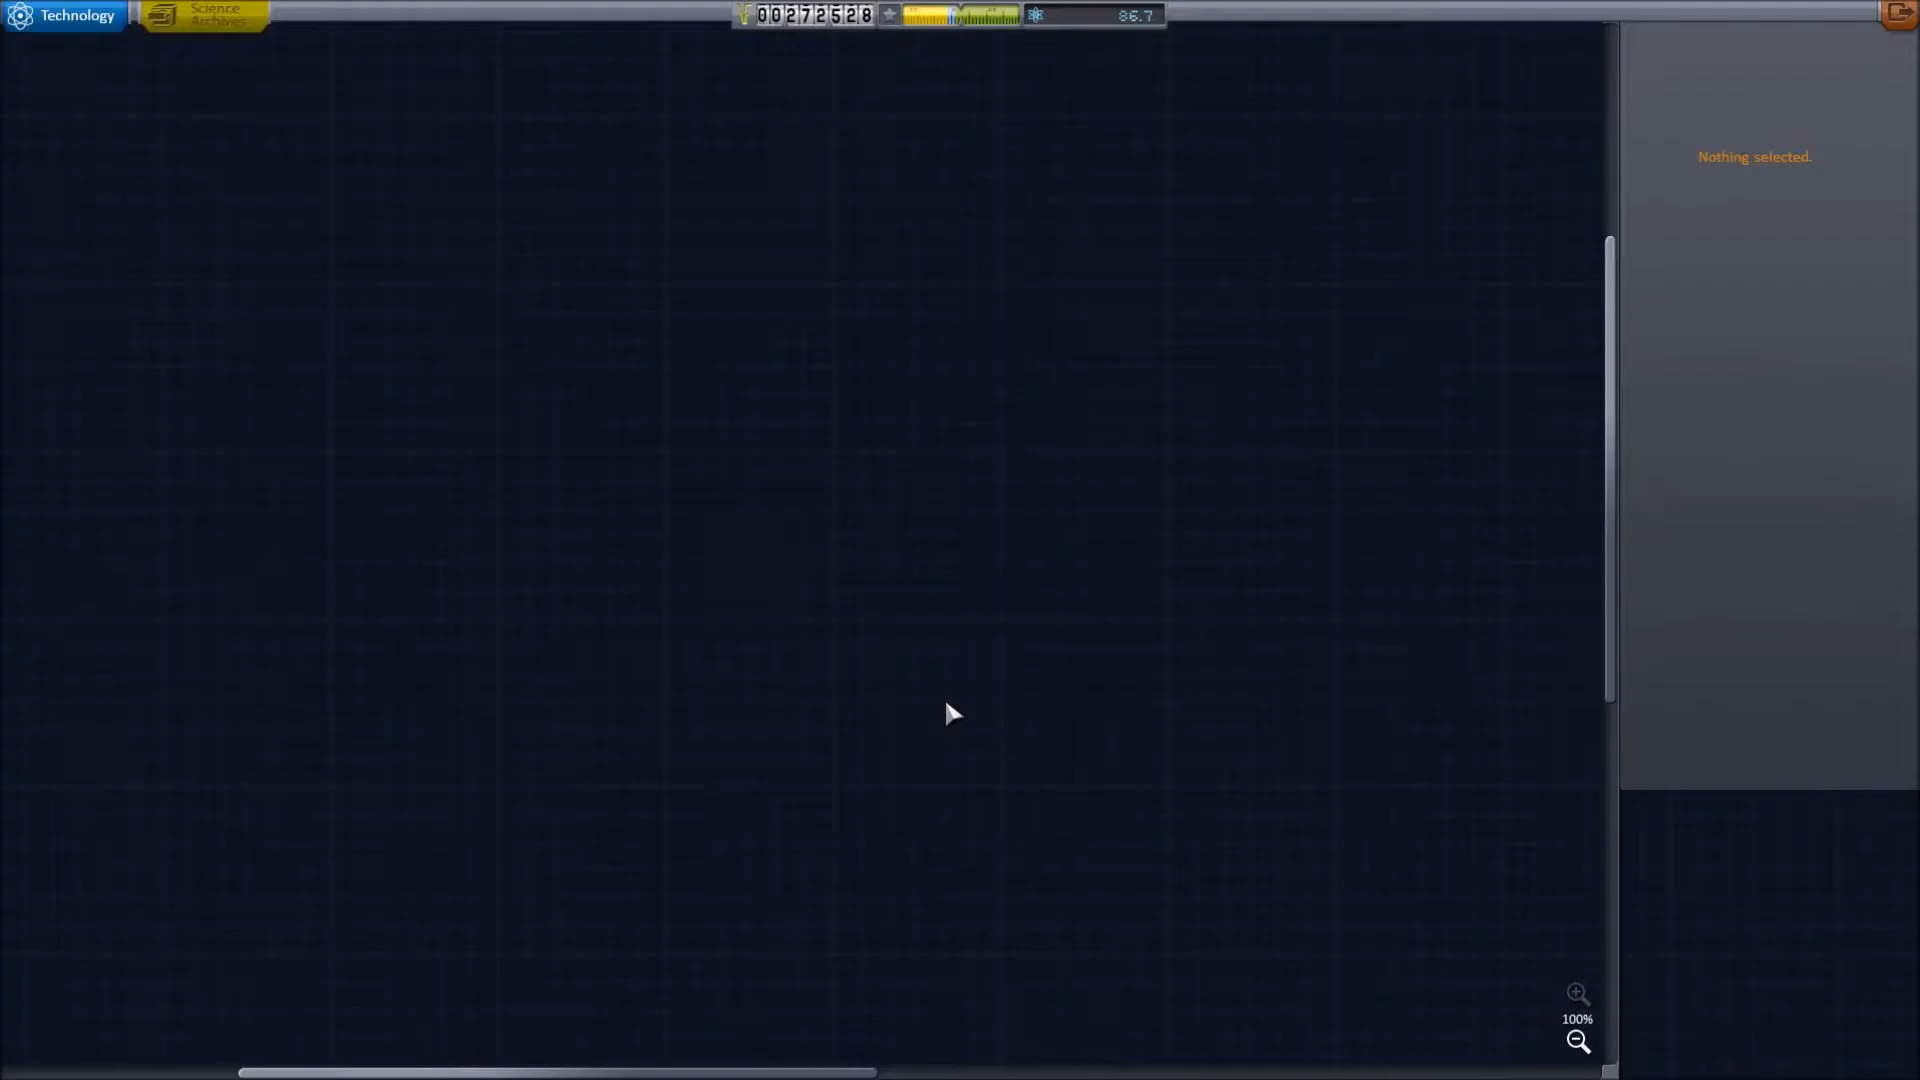 Technology
Science
Archives
00272528
86.7
Nothing selected.
100%